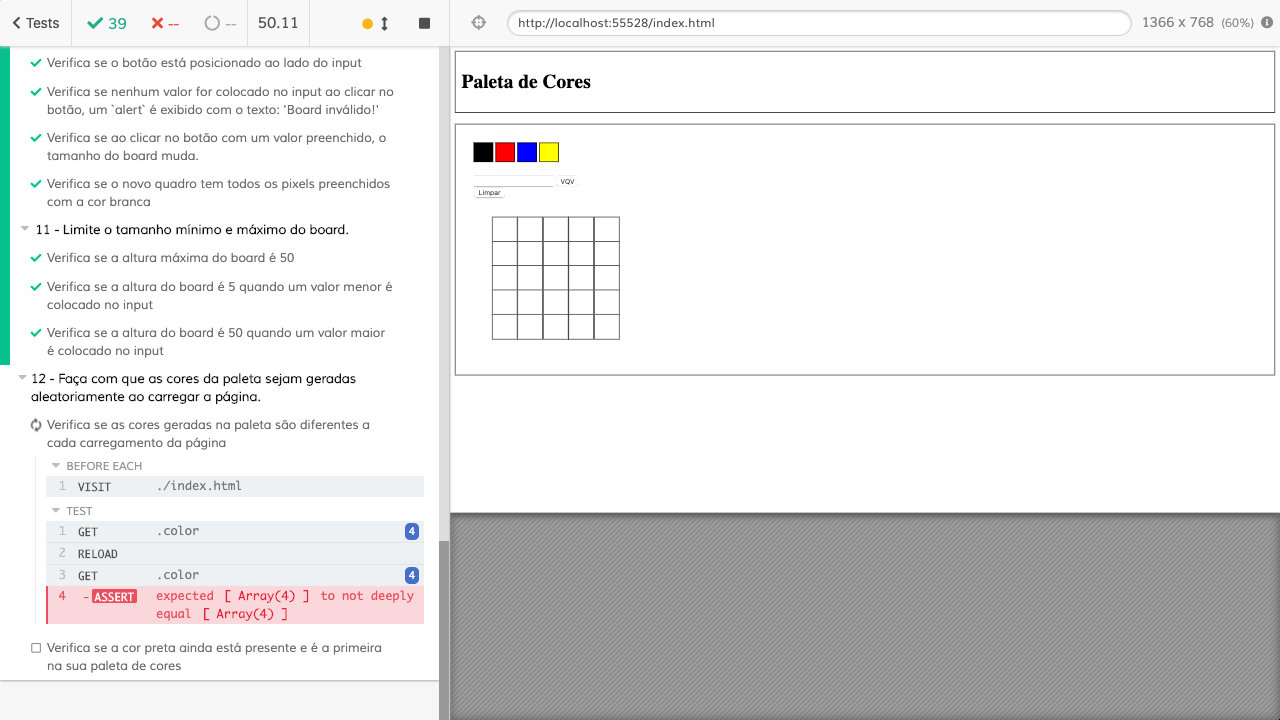 Tests
39
--
--
50.11
http://localhost:55528/index.html
1366 x 768 (60%)
Verifica se o botão está posicionado ao lado do input
Verifica se nenhum valor for colocado no input ao clicar no
botão, um `alert` é exibido com o texto: 'Board inválido!'
Verifica se ao clicar no botão com um valor preenchido, o
tamanho do board muda.
Verifica se o novo quadro tem todos os pixels preenchidos
com a cor branca
11 - Limite o tamanho mínimo e máximo do board.
Verifica se a altura máxima do board é 50
Verifica se a altura do board é 5 quando um valor menor é
colocado no input
Verifica se a altura do board é 50 quando um valor maior
é colocado no input
12 - Faça com que as cores da paleta sejam geradas
aleatoriamente ao carregar a página.
Verifica se as cores geradas na paleta são diferentes a
cada carregamento da página
BEFORE EACH
1 VISIT ./index.html
TEST
1 GET .color 4
2 RELOAD
3 GET .color 4
4 -ASSERT expected [ Array(4) ] to not deeply
equal [ Array(4) ]
Verifica se a cor preta ainda está presente e é a primeira
na sua paleta de cores
Paleta de Cores
VQV
Limpar